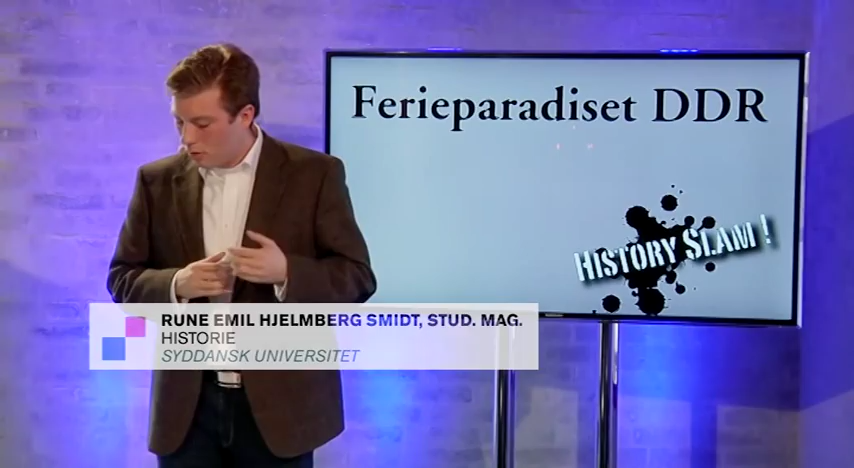 Ferieparadiset DDR
HISTORY SLAM !
RUNE EMIL HJELMBERG SMIDT, STUD. MAG.
HISTORIE
SYDDANSK UNIVERSITET